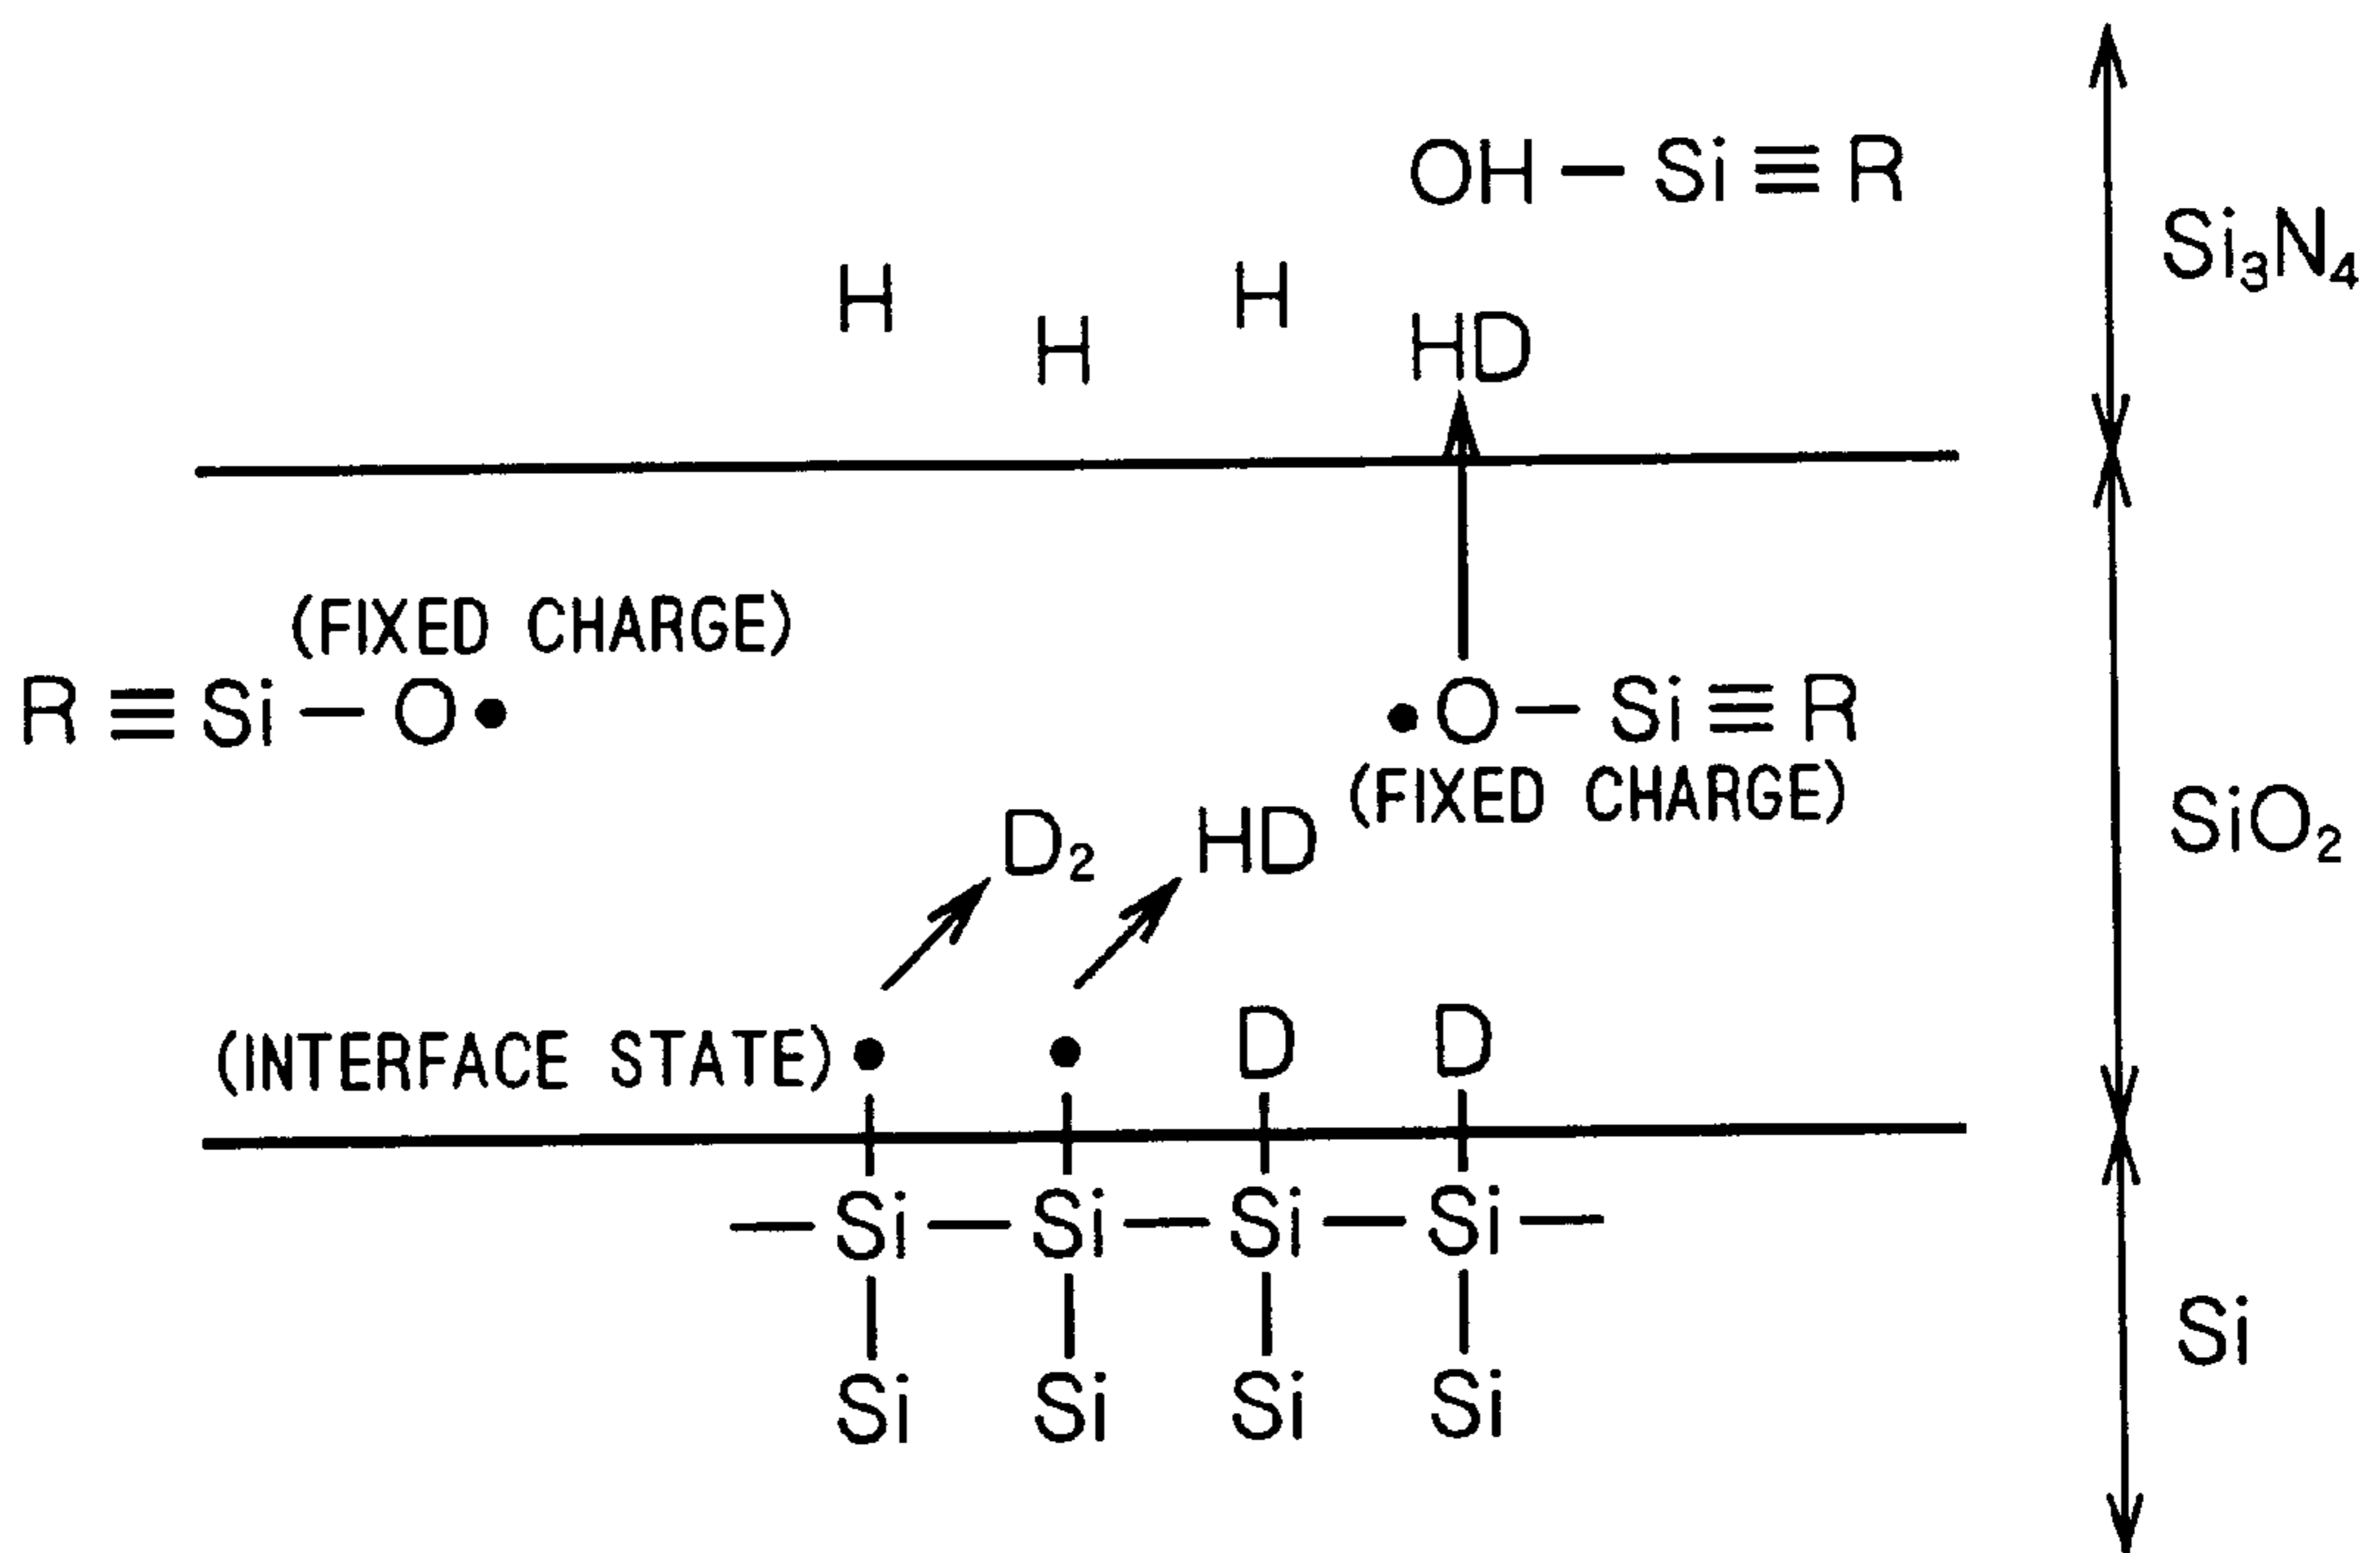 OH — Si ≡ R
Si₃N₄
H H H
HD
(FIXED CHARGE)
R ≡ Si — O •
• O — Si ≡ R
(FIXED CHARGE)
D₂ HD
SiO₂
(INTERFACE STATE) • • D D
— Si — Si — Si — Si —
Si
Si Si Si Si